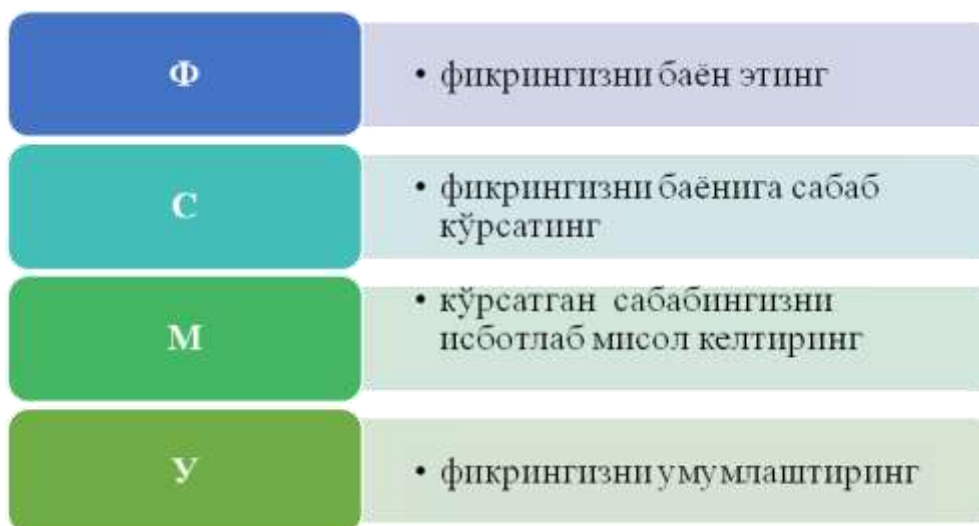 Ф
• фикрингизни баён этинг
С
• фикрингизни баёнига сабаб
кўрсатинг
М
• кўрсатган сабабингизни
исботлаб мисол келтиринг
У
• фикрингизни умумлаштиринг